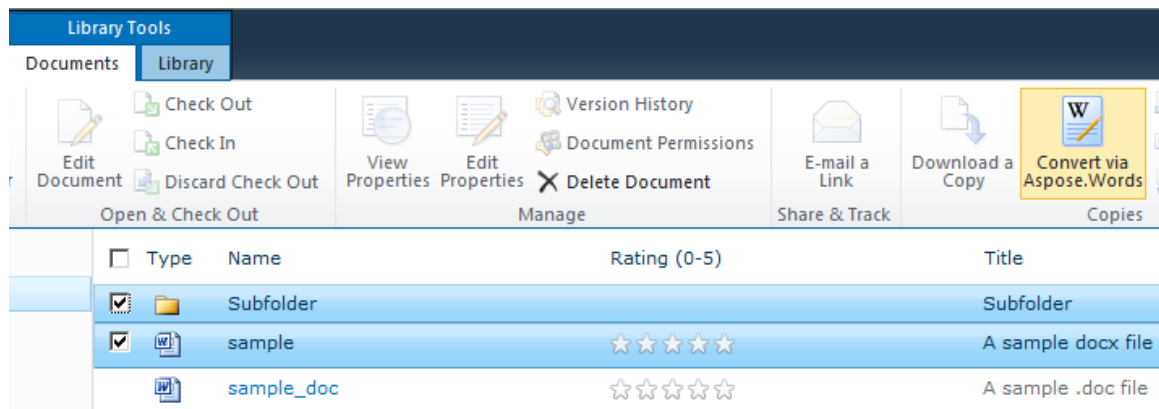 Library Tools
Documents Library
Check Out
Check In
Discard Check Out
Edit
Document
Open & Check Out
View
Properties
Edit
Properties
Version History
Document Permissions
Delete Document
Manage
E-mail a
Link
Share & Track
Download a
Copy
W
Convert via
Aspose.Words
Copies
Type Name Rating (0-5) Title
Subfolder Subfolder
sample A sample docx file
sample_doc A sample .doc file